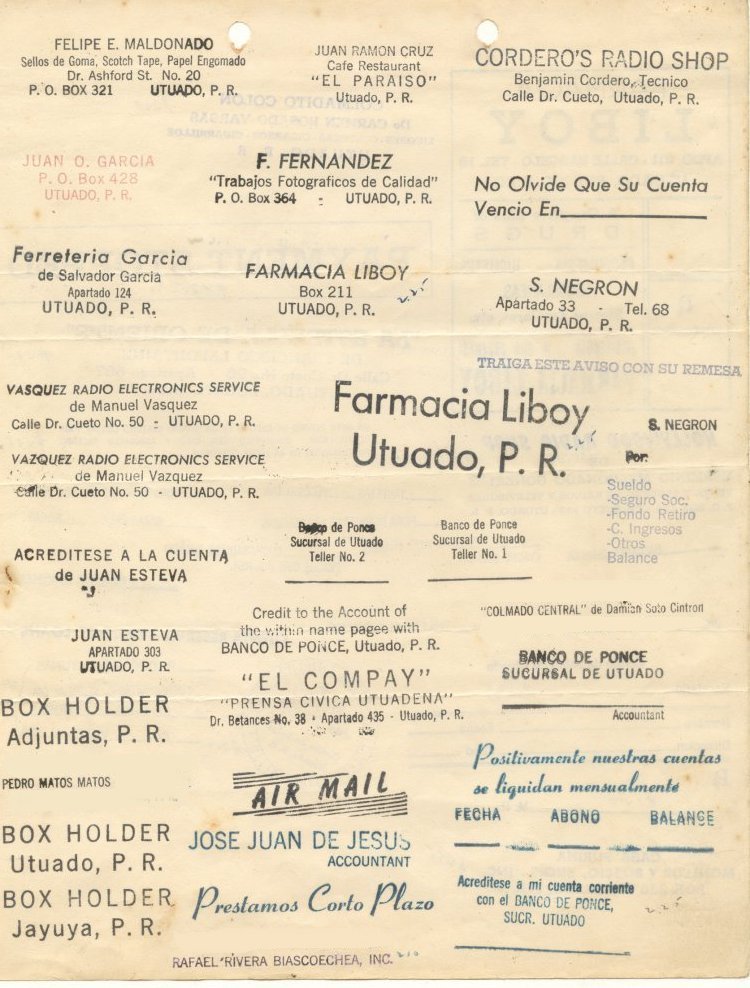 FELIPE E. MALDONADO
Sellos de Goma, Scotch Tape, Papel Engomado
Dr. Ashford St. No. 20
P. O. BOX 321 UTUADO, P. R.
JUAN RAMON CRUZ
Cafe Restaurant
"EL PARAISO"
Utuado, P. R.
CORDERO'S RADIO SHOP
Benjamin Cordero, Tecnico
Calle Dr. Cueto, Utuado, P. R.
JUAN O. GARCIA
P. O. Box 428
UTUADO, P. R.
F. FERNANDEZ
"Trabajos Fotograficos de Calidad"
P. O. Box 364 - UTUADO, P. R.
No Olvide Que Su Cuenta
Vencio En
Ferreteria Garcia
de Salvador Garcia
Apartado 124
UTUADO, P. R.
FARMACIA LIBOY
Box 211
UTUADO, P. R.
S. NEGRON
Apartado 33 - Tel. 68
UTUADO, P. R.
TRAIGA ESTE AVISO CON SU REMESA
VASQUEZ RADIO ELECTRONICS SERVICE
de Manuel Vasquez
Calle Dr. Cueto No. 50 - UTUADO, P. R.
VAZQUEZ RADIO ELECTRONICS SERVICE
de Manuel Vazquez
Calle Dr. Cueto No. 50 - UTUADO, P. R.
Farmacia Liboy
Utuado, P. R.
S. NEGRON
Por:
Sueldo
-Seguro Soc.
-Fondo Retiro
-C. Ingresos
-Otros
Balance
Banco de Ponce
Sucursal de Utuado
Teller No. 2
Banco de Ponce
Sucursal de Utuado
Teller No. 1
ACREDITESE A LA CUENTA
de JUAN ESTEVA
Credit to the Account of
the within name pagee with
BANCO DE PONCE, Utuado, P. R.
"COLMADO CENTRAL" de Damian Soto Cintron
JUAN ESTEVA
APARTADO 303
UTUADO, P. R.
"EL COMPAY"
"PRENSA CIVICA UTUADENA"
Dr. Betances No. 38 - Apartado 435 - Utuado, P. R.
BANCO DE PONCE
SUCURSAL DE UTUADO
Accountant
BOX HOLDER
Adjuntas, P. R.
PEDRO MATOS MATOS
AIR MAIL
Positivamente nuestras cuentas
se liquidan mensualmente
FECHA ABONO BALANCE
BOX HOLDER
Utuado, P. R.
JOSE JUAN DE JESUS
ACCOUNTANT
BOX HOLDER
Jayuya, P. R.
Prestamos Corto Plazo
Acreditese a mi cuenta corriente
con el BANCO DE PONCE,
SUCR. UTUADO
RAFAEL RIVERA BIASCOECHEA, INC.